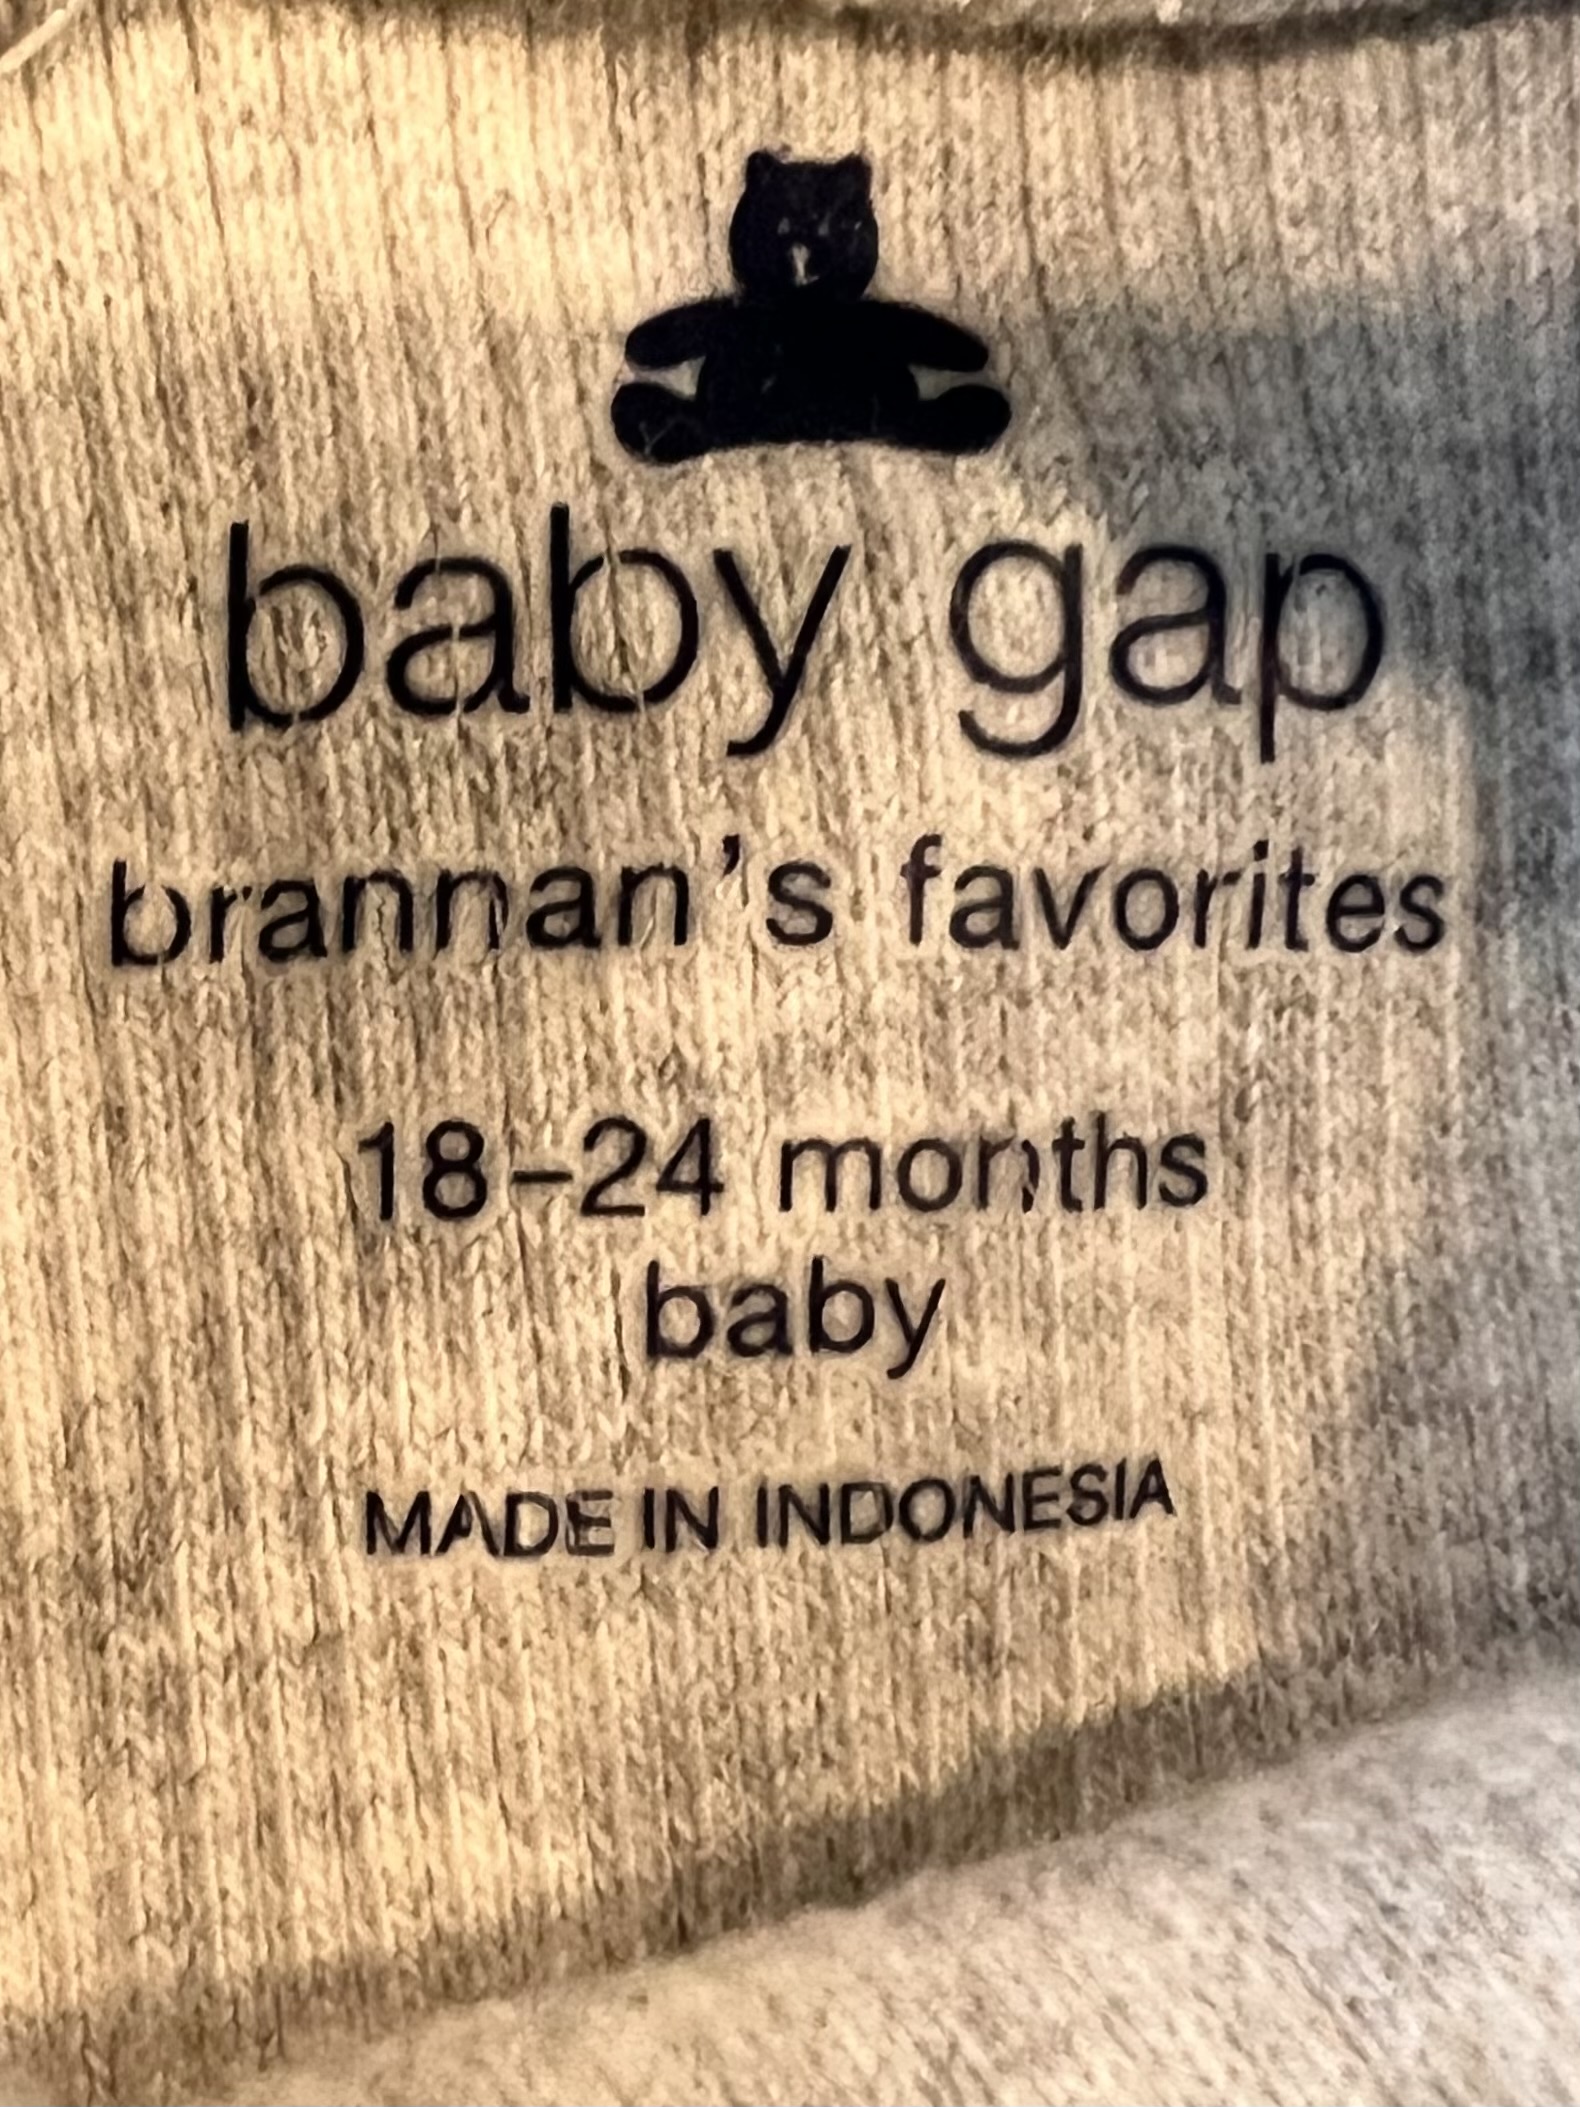 baby gap
brannan's favorites
18–24 months
baby
MADE IN INDONESIA